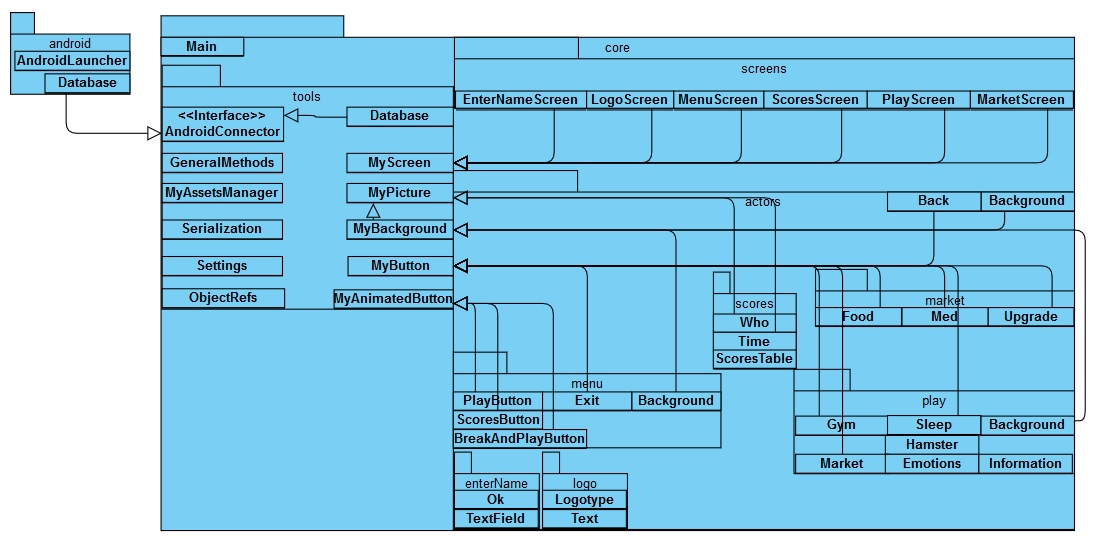 android
AndroidLauncher
Database
Main
core
screens
EnterNameScreen LogoScreen MenuScreen ScoresScreen PlayScreen MarketScreen
tools
<<Interface>>
AndroidConnector
Database
GeneralMethods
MyScreen
MyAssetsManager
MyPicture
Serialization
MyBackground
Settings
MyButton
ObjectRefs
MyAnimatedButton
actors
Back
Background
scores
Who
Time
ScoresTable
market
Food Med Upgrade
menu
PlayButton Exit Background
ScoresButton
BreakAndPlayButton
play
Gym Sleep Background
Hamster
Market Emotions Information
enterName
Ok
TextField
logo
Logotype
Text